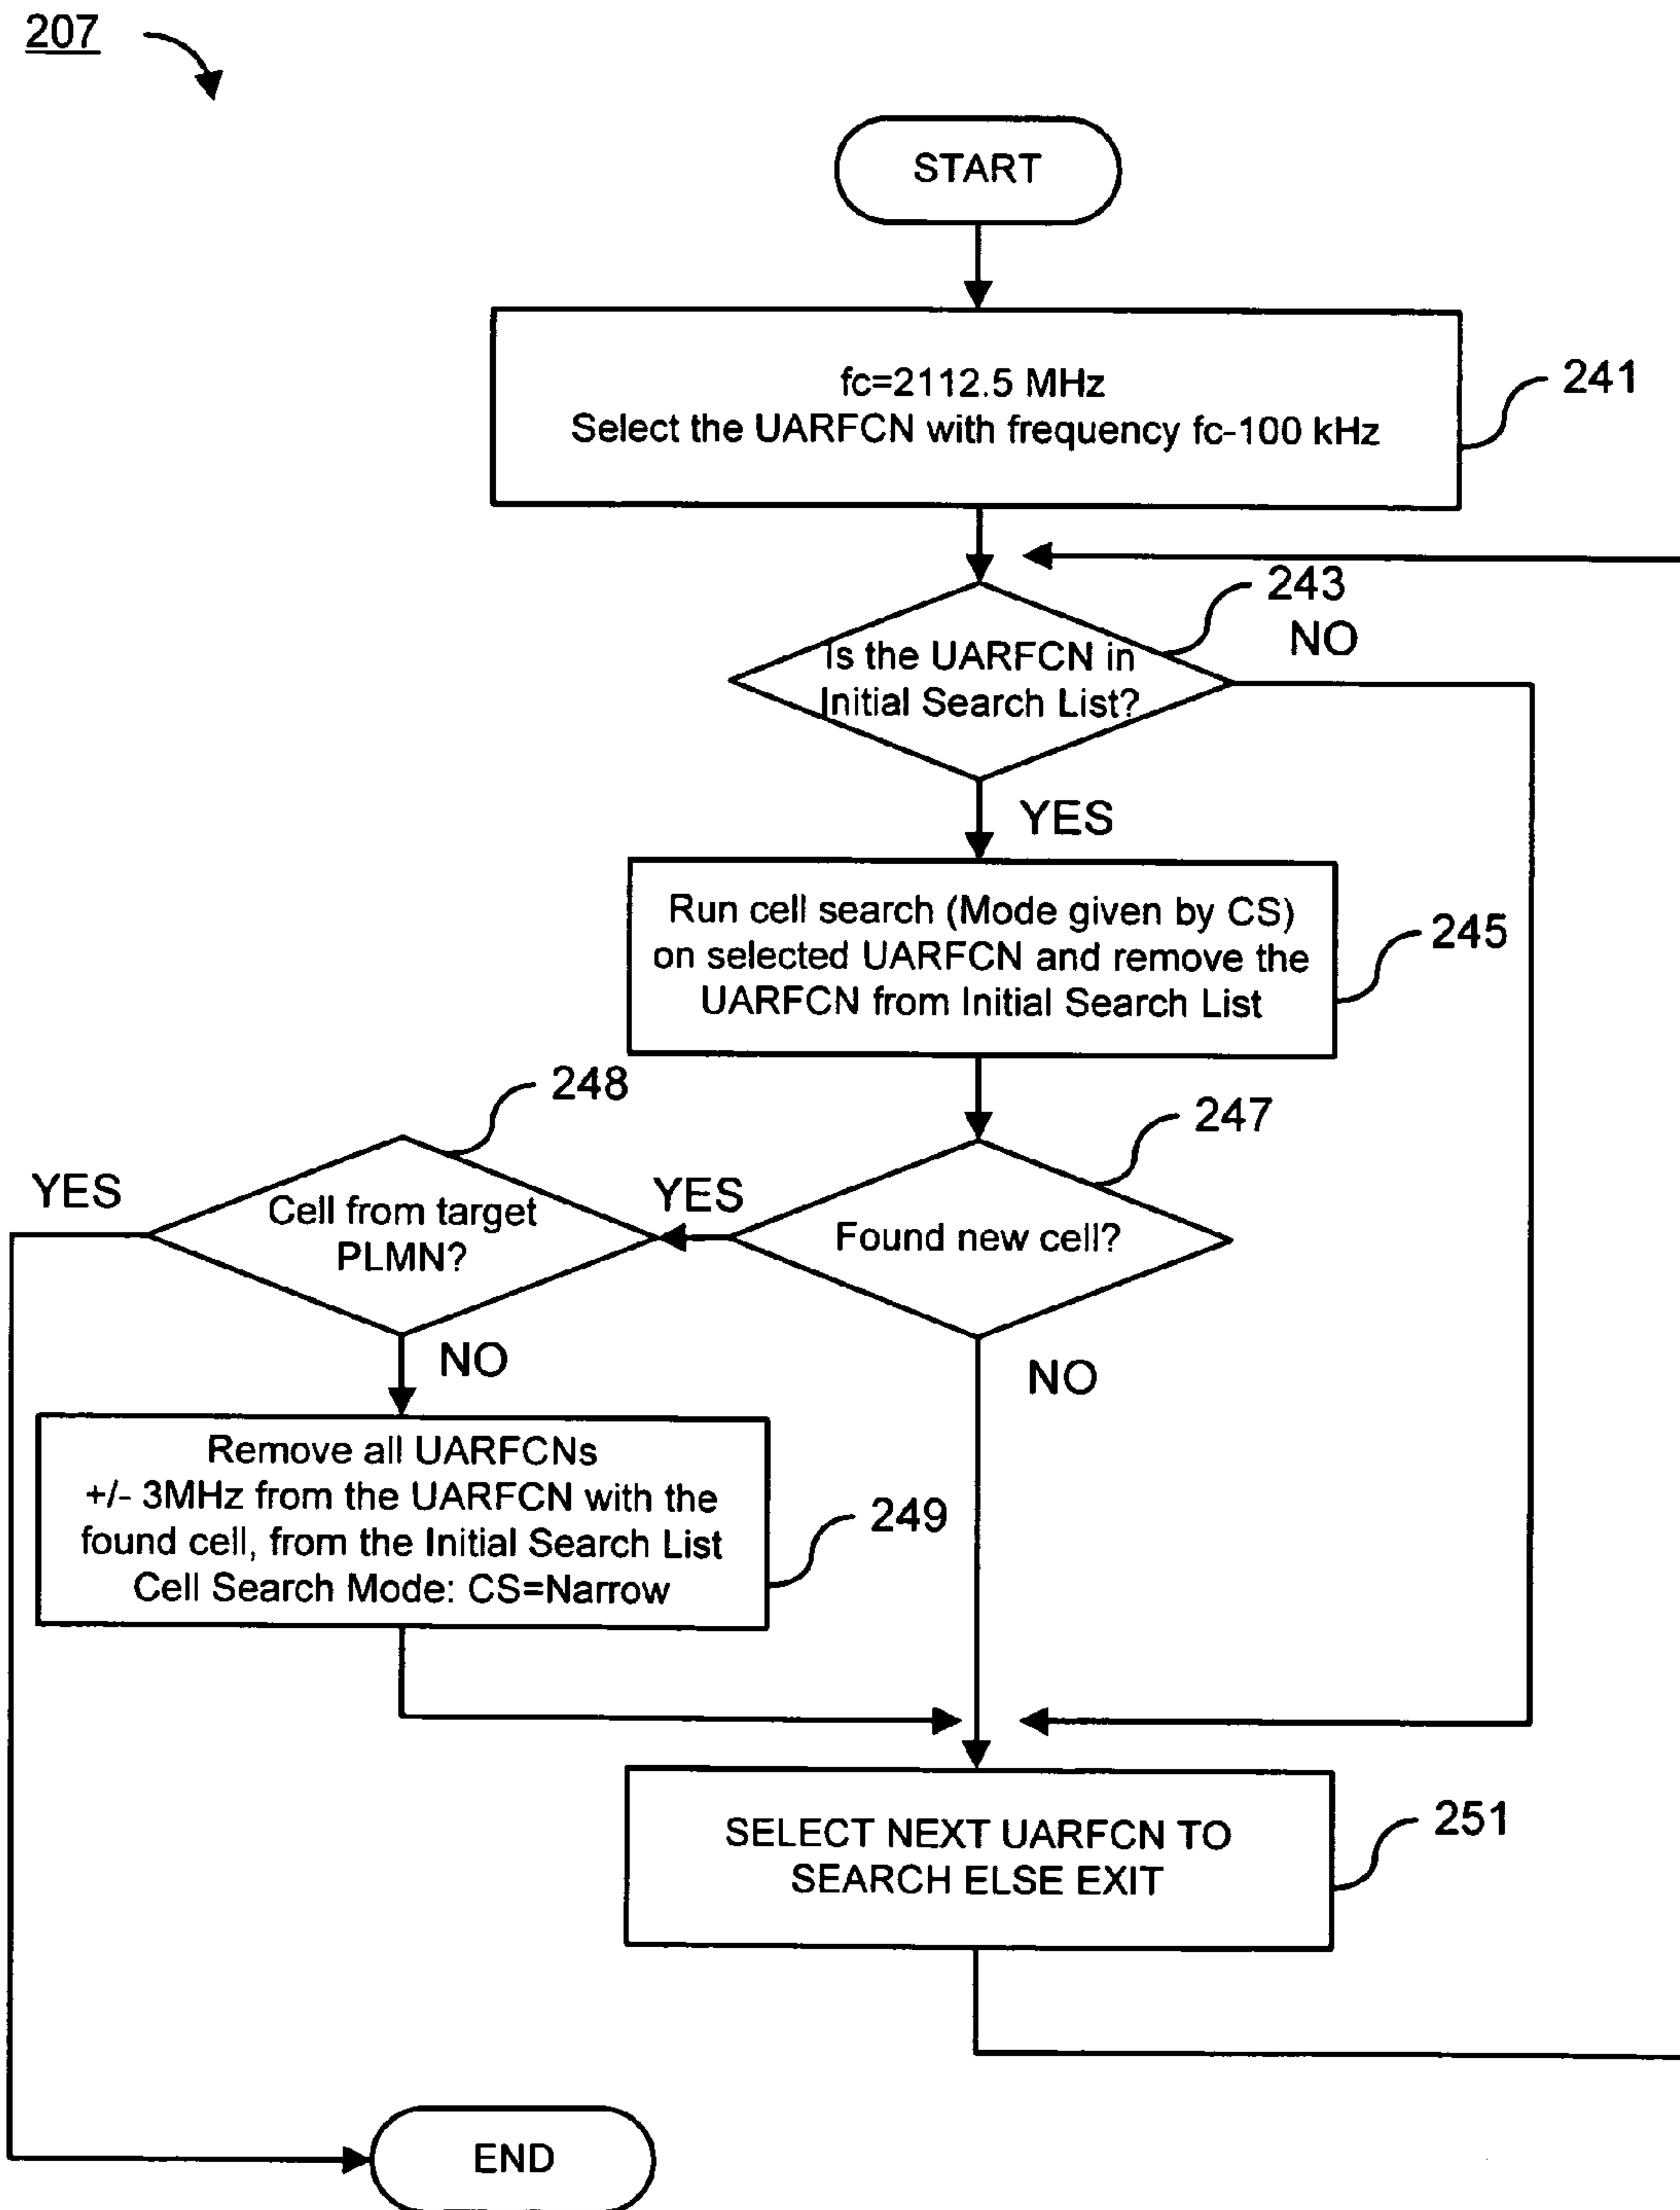 207
START
fc=2112.5 MHz
Select the UARFCN with frequency fc-100 kHz
241
243
NO
Is the UARFCN in
Initial Search List?
YES
Run cell search (Mode given by CS)
on selected UARFCN and remove the
UARFCN from Initial Search List
245
248
247
YES
Cell from target
PLMN?
YES
Found new cell?
NO
NO
Remove all UARFCNs
+/- 3MHz from the UARFCN with the
found cell, from the Initial Search List
Cell Search Mode: CS=Narrow
249
SELECT NEXT UARFCN TO
SEARCH ELSE EXIT
251
END